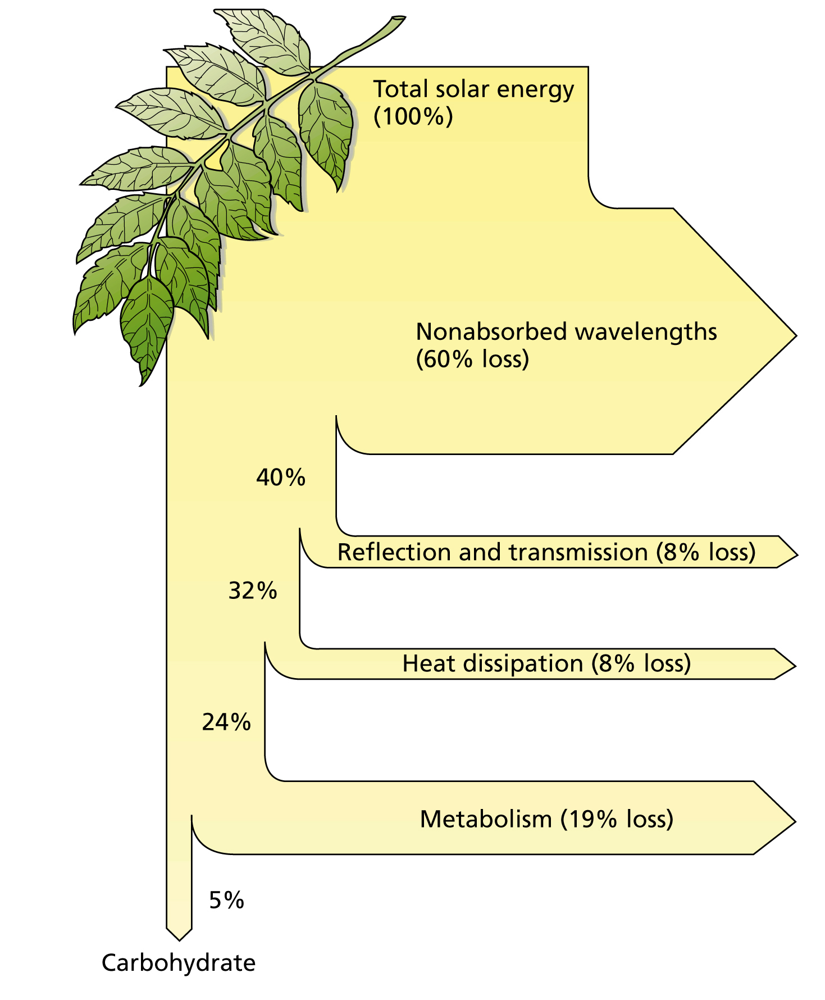 Total solar energy
(100%)
Nonabsorbed wavelengths
(60% loss)
40%
Reflection and transmission (8% loss)
32%
Heat dissipation (8% loss)
24%
Metabolism (19% loss)
5%
Carbohydrate